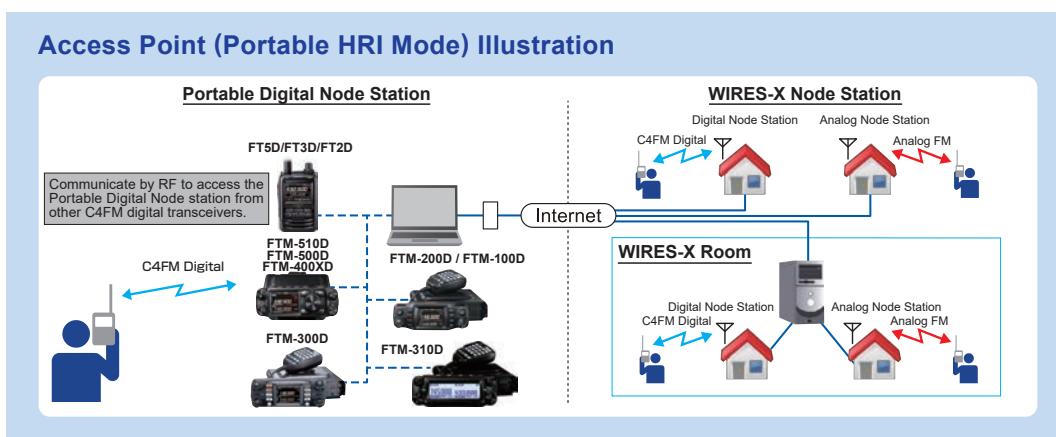 Access Point (Portable HRI Mode) Illustration
Portable Digital Node Station
FT5D/FT3D/FT2D
Communicate by RF to access the
Portable Digital Node station from
other C4FM digital transceivers.
C4FM Digital
FTM-510D
FTM-500D
FTM-400XD
FTM-200D / FTM-100D
FTM-300D
FTM-310D
Internet
WIRES-X Node Station
Digital Node Station
Analog Node Station
C4FM Digital
Analog FM
WIRES-X Room
Digital Node Station
Analog Node Station
C4FM Digital
Analog FM